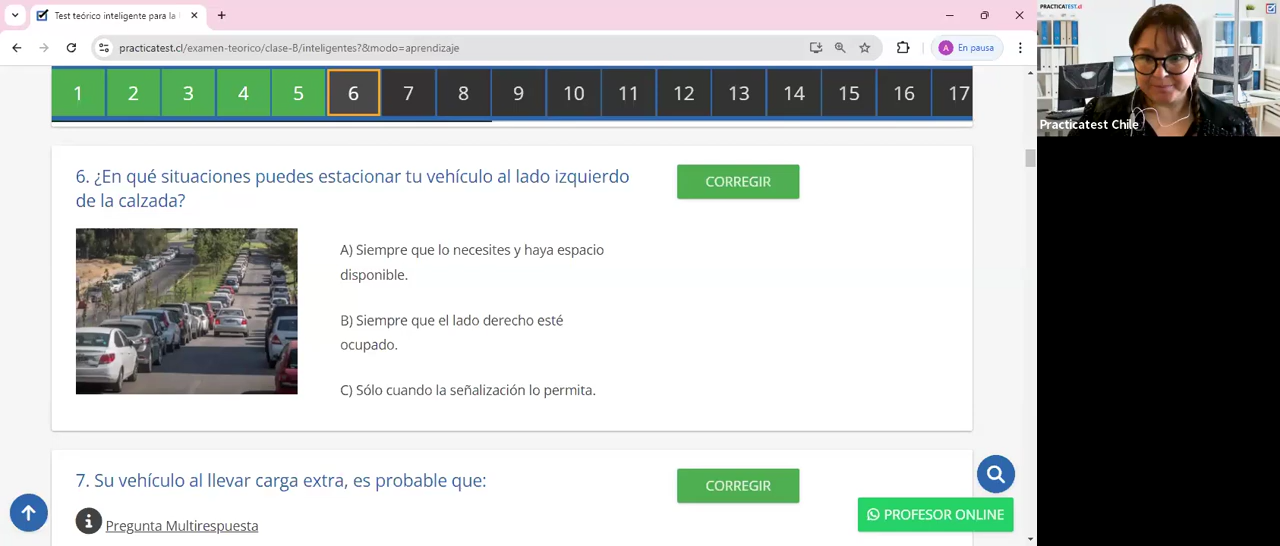 Test teórico inteligente para la
practicatest.cl/examen-teorico/clase-B/inteligentes?&modo=aprendizaje
A
En pausa
PRACTICATEST.cl
Practicatest Chile
1 2 3 4 5 6 7 8 9 10 11 12 13 14 15 16 17
6. ¿En qué situaciones puedes estacionar tu vehículo al lado izquierdo
de la calzada?
CORREGIR
A) Siempre que lo necesites y haya espacio
disponible.
B) Siempre que el lado derecho esté
ocupado.
C) Sólo cuando la señalización lo permita.
7. Su vehículo al llevar carga extra, es probable que:
CORREGIR
Pregunta Multirespuesta
PROFESOR ONLINE